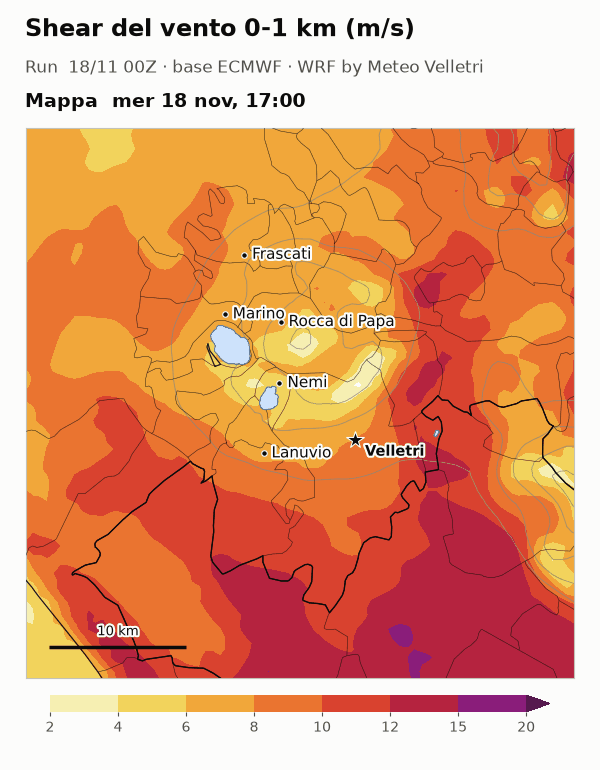 Shear del vento 0-1 km (m/s)
Run  18/11 00Z · base ECMWF · WRF by Meteo Velletri
Mappa  mer 18 nov, 17:00
Frascati
Marino
Rocca di Papa
Nemi
Velletri
Lanuvio
10 km
2 4 6 8 10 12 15 20